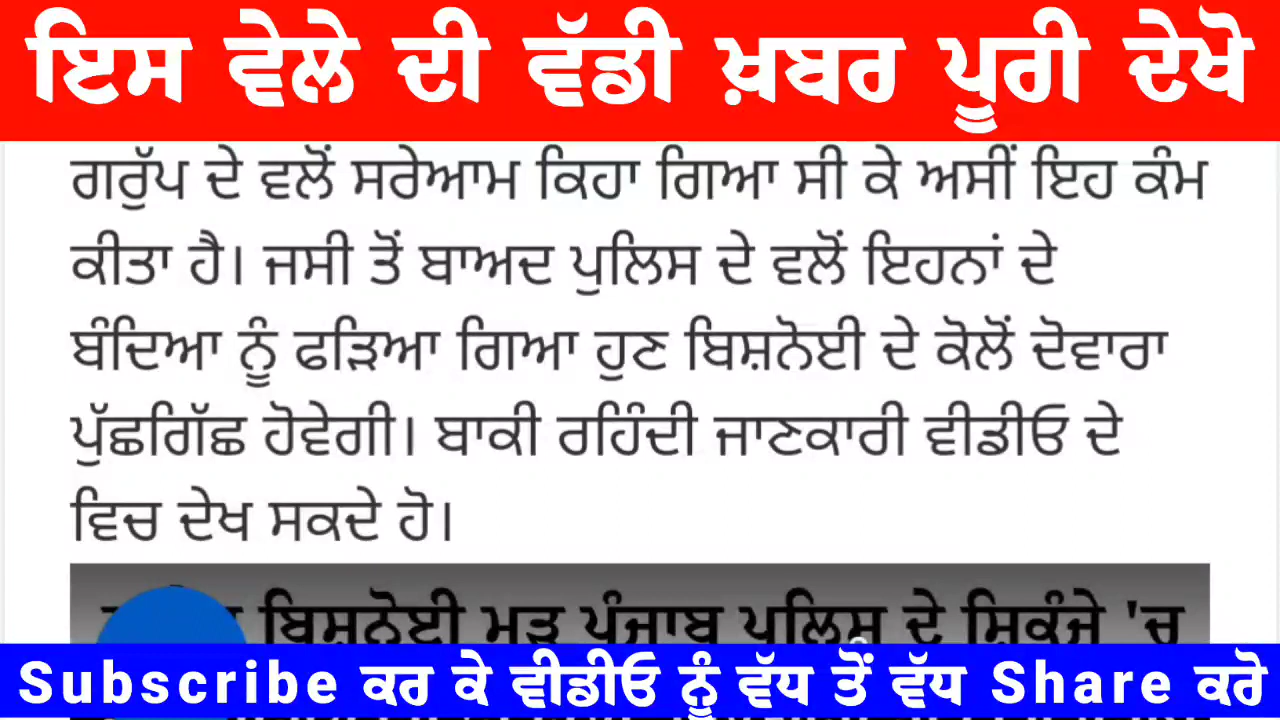 ਇਸ ਵੇਲੇ ਦੀ ਵੱਡੀ ਖ਼ਬਰ ਪੂਰੀ ਦੇਖੋ
ਗਰੁੱਪ ਦੇ ਵਲੋਂ ਸਰੇਆਮ ਕਿਹਾ ਗਿਆ ਸੀ ਕੇ ਅਸੀਂ ਇਹ ਕੰਮ
ਕੀਤਾ ਹੈ। ਜਸੀ ਤੋਂ ਬਾਅਦ ਪੁਲਿਸ ਦੇ ਵਲੋਂ ਇਹਨਾਂ ਦੇ
ਬੰਦਿਆ ਨੂੰ ਫੜਿਆ ਗਿਆ ਹੁਣ ਬਿਸ਼ਨੋਈ ਦੇ ਕੋਲੋਂ ਦੋਵਾਰਾ
ਪੁੱਛਗਿੱਛ ਹੋਵੇਗੀ। ਬਾਕੀ ਰਹਿੰਦੀ ਜਾਣਕਾਰੀ ਵੀਡੀਓ ਦੇ
ਵਿਚ ਦੇਖ ਸਕਦੇ ਹੋ।
ਬਿਸ਼ਨੋਈ ਮੁੜ ਪੰਜਾਬ ਪੁਲਿਸ ਦੇ ਸ਼ਿਕੰਜੇ 'ਚ
Subscribe ਕਰ ਕੇ ਵੀਡੀਓ ਨੂੰ ਵੱਧ ਤੋਂ ਵੱਧ Share ਕਰੋ